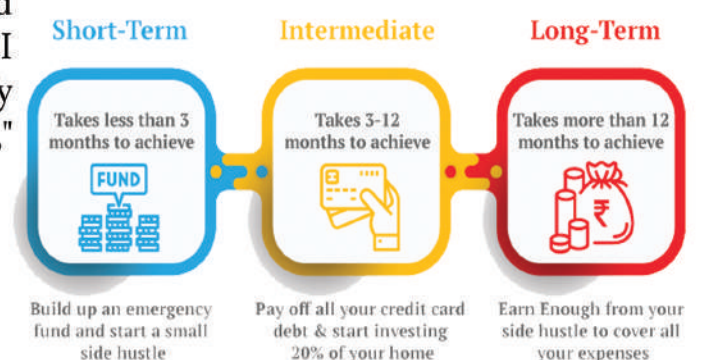 d
I
y
"
Short-Term
Takes less than 3
months to achieve
FUND
Build up an emergency
fund and start a small
side hustle
Intermediate
Takes 3-12
months to achieve
Pay off all your credit card
debt & start investing
20% of your home
Long-Term
Takes more than 12
months to achieve
₹
Earn Enough from your
side hustle to cover all
your expenses